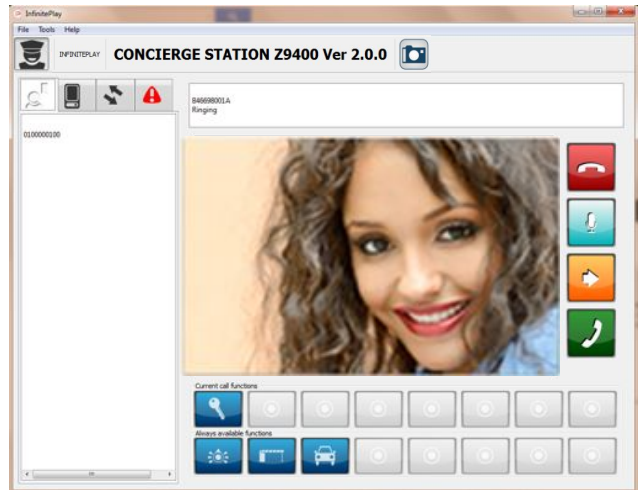 InfinitePlay
File Tools Help
INFINITEPLAY CONCIERGE STATION Z9400 Ver 2.0.0
B46698001A
Ringing
0100000100
Current call functions
Always available functions